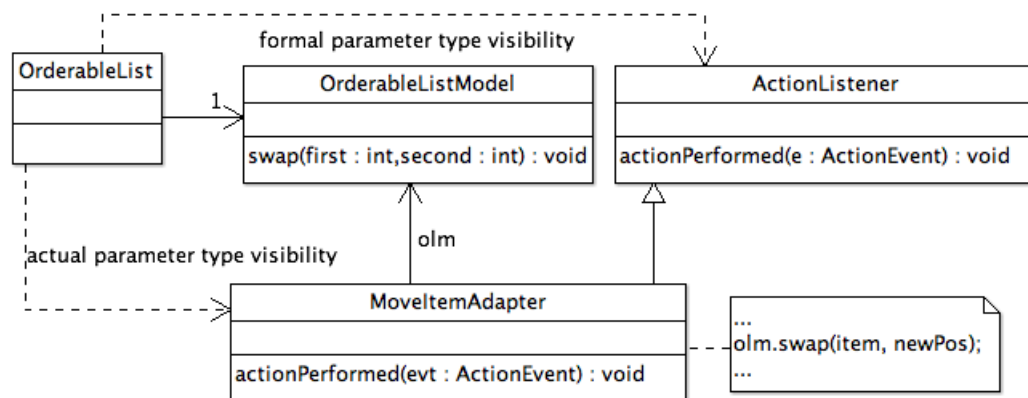 formal parameter type visibility
OrderableList
OrderableListModel
ActionListener
1
swap(first : int,second : int) : void
actionPerformed(e : ActionEvent) : void
olm
actual parameter type visibility
MoveItemAdapter
...
olm.swap(item, newPos);
...
actionPerformed(evt : ActionEvent) : void